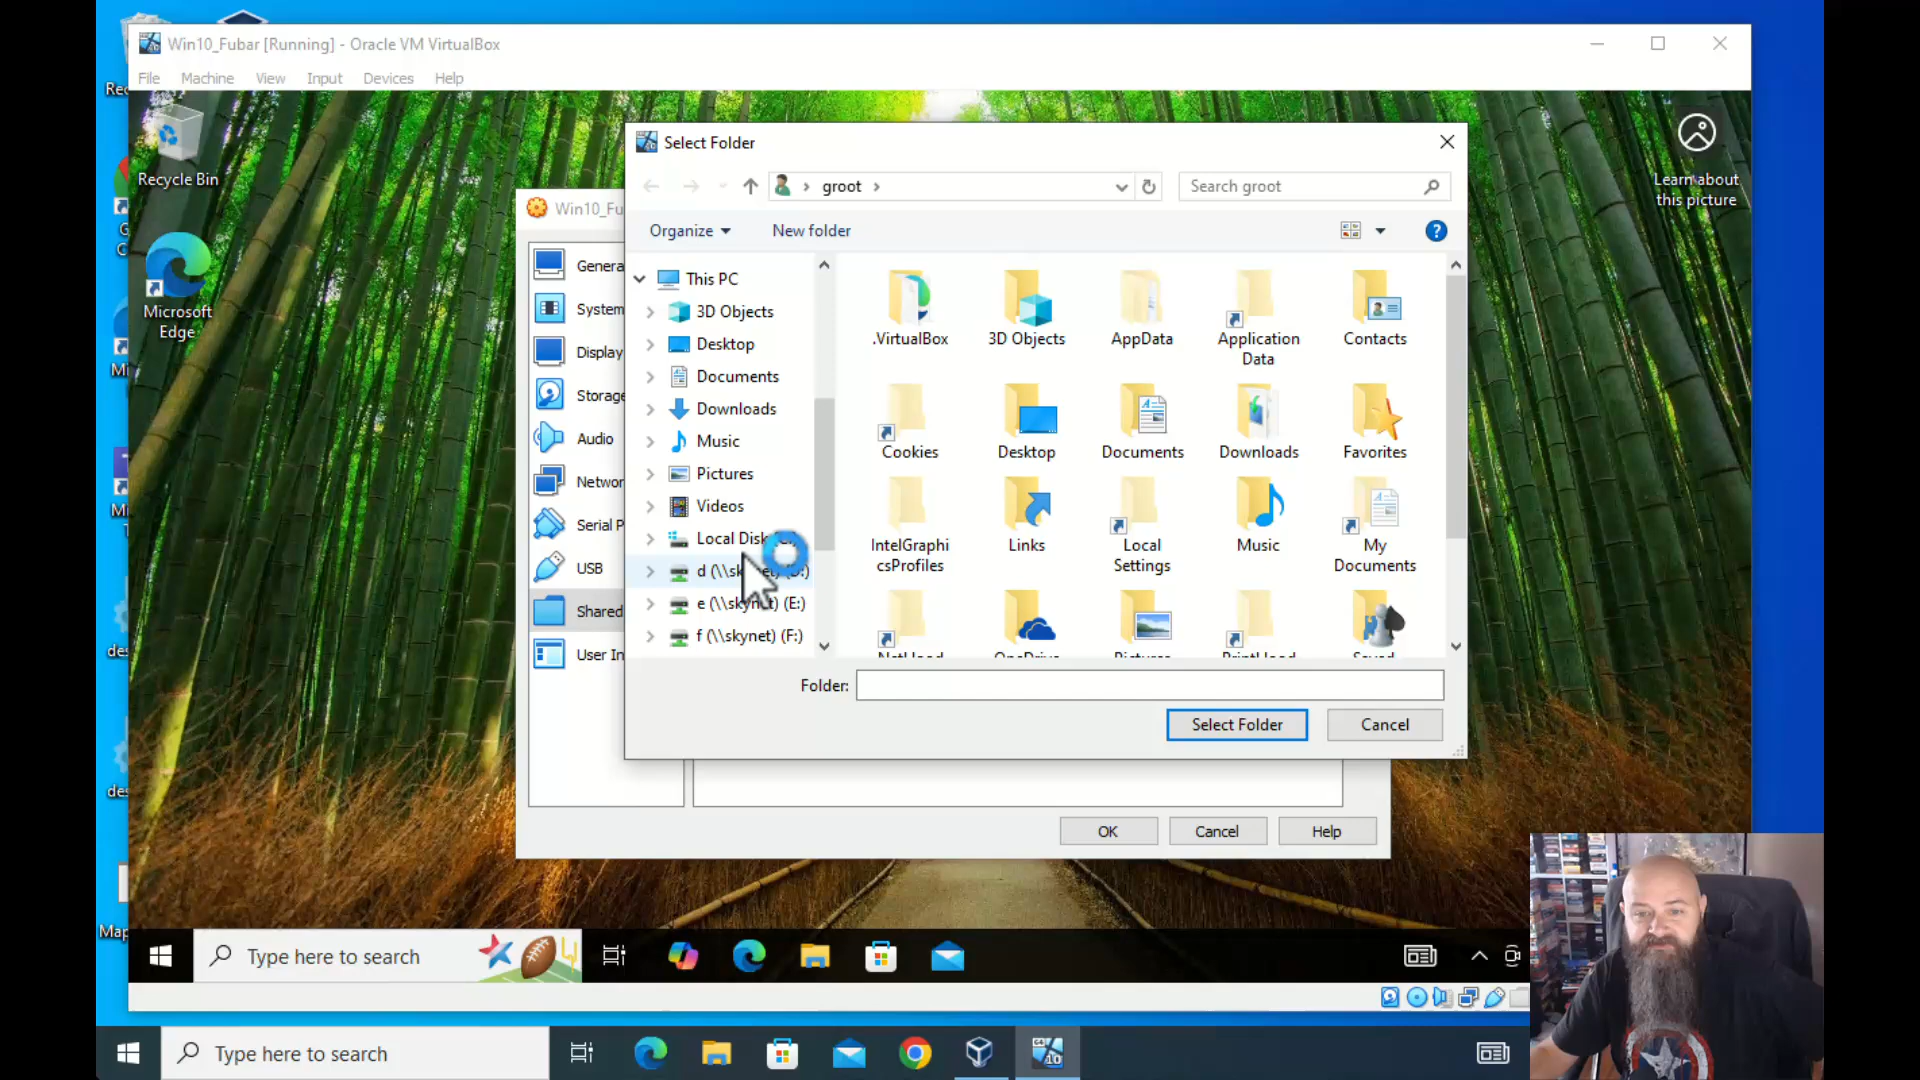 Win10_Fubar [Running] - Oracle VM VirtualBox
File Machine View Input Devices Help
Recycle Bin
Microsoft
Edge
Learn about
this picture
Select Folder
groot
Search groot
Organize
New folder
This PC
3D Objects
Desktop
Documents
Downloads
Music
Pictures
Videos
Local Disk
d (\\skynet) (D:)
e (\\skynet) (E:)
f (\\skynet) (F:)
.VirtualBox
3D Objects
AppData
Application
Data
Contacts
Cookies
Desktop
Documents
Downloads
Favorites
IntelGraphi
csProfiles
Links
Local
Settings
Music
My
Documents
Folder:
Select Folder
Cancel
Win10_Fu
Genera
System
Display
Storage
Audio
Networ
Serial P
USB
Shared
User In
OK
Cancel
Help
Type here to search
Type here to search